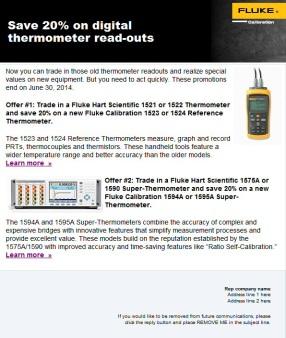 Save 20% on digital
thermometer read-outs
FLUKE®
Calibration
Now you can trade in those old thermometer readouts and realize special
values on new equipment. But you need to act quickly. These promotions
end on June 30, 2014.
Offer #1: Trade in a Fluke Hart Scientific 1521 or 1522 Thermometer
and save 20% on a new Fluke Calibration 1523 or 1524 Reference
Thermometer.
The 1523 and 1524 Reference Thermometers measure, graph and record
PRTs, thermocouples and thermistors. These handheld tools feature a
wider temperature range and better accuracy than the older models.
Learn more »
Offer #2: Trade in a Fluke Hart Scientific 1575A or
1590 Super-Thermometer and save 20% on a new
Fluke Calibration 1594A or 1595A Super-
Thermometer.
The 1594A and 1595A Super-Thermometers combine the accuracy of complex and
expensive bridges with innovative features that simplify measurement processes and
provide excellent value. These models build on the reputation established by the
1575A/1590 with improved accuracy and time-saving features like "Ratio Self-Calibration."
Learn more »
Rep company name
Address line 1 here
Address line 2 here
If you would like to be removed from future communications, please
click the reply button and place REMOVE ME in the subject line.